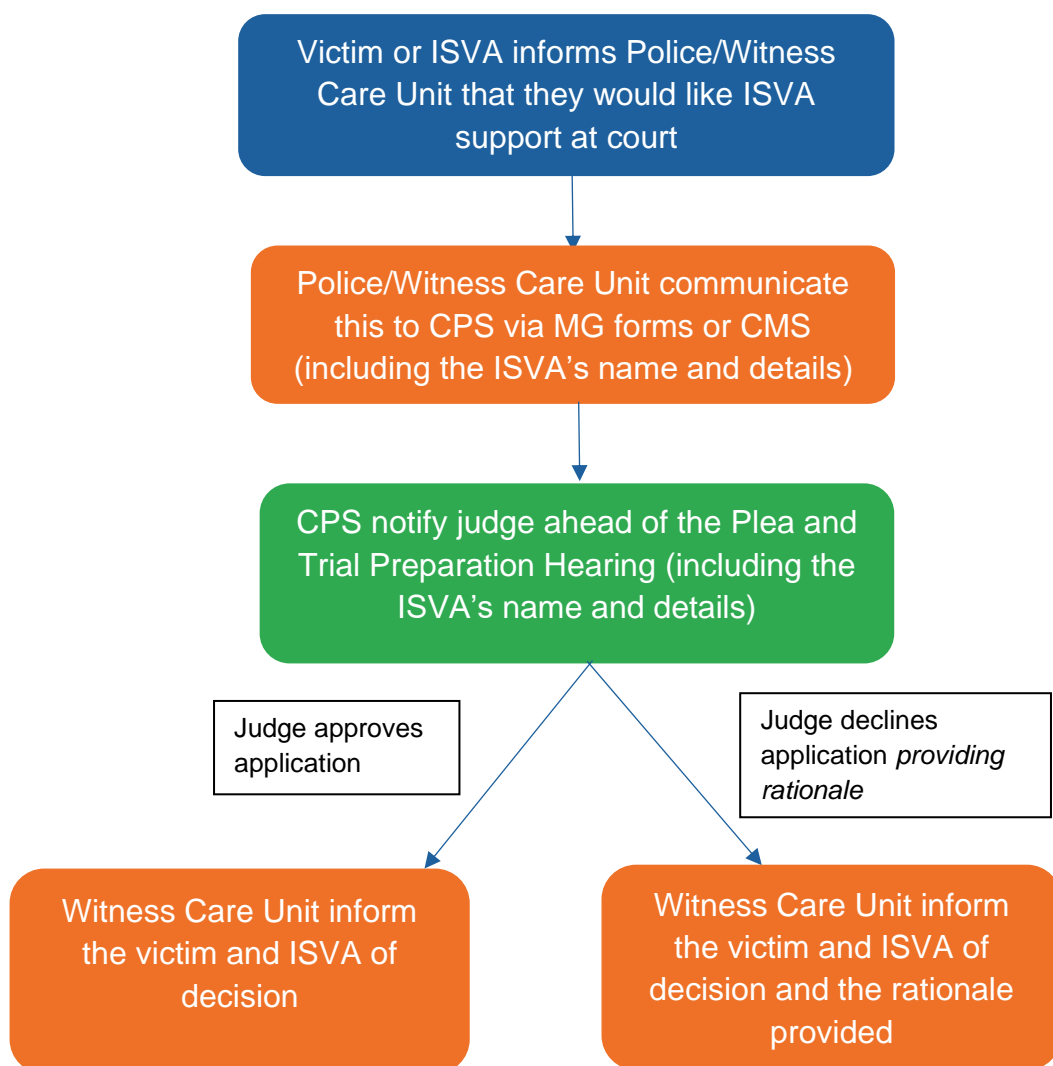 Victim or ISVA informs Police/Witness
Care Unit that they would like ISVA
support at court
Police/Witness Care Unit communicate
this to CPS via MG forms or CMS
(including the ISVA’s name and details)
CPS notify judge ahead of the Plea and
Trial Preparation Hearing (including the
ISVA’s name and details)
Judge approves
application
Judge declines
application providing
rationale
Witness Care Unit inform
the victim and ISVA of
decision
Witness Care Unit inform
the victim and ISVA of
decision and the rationale
provided